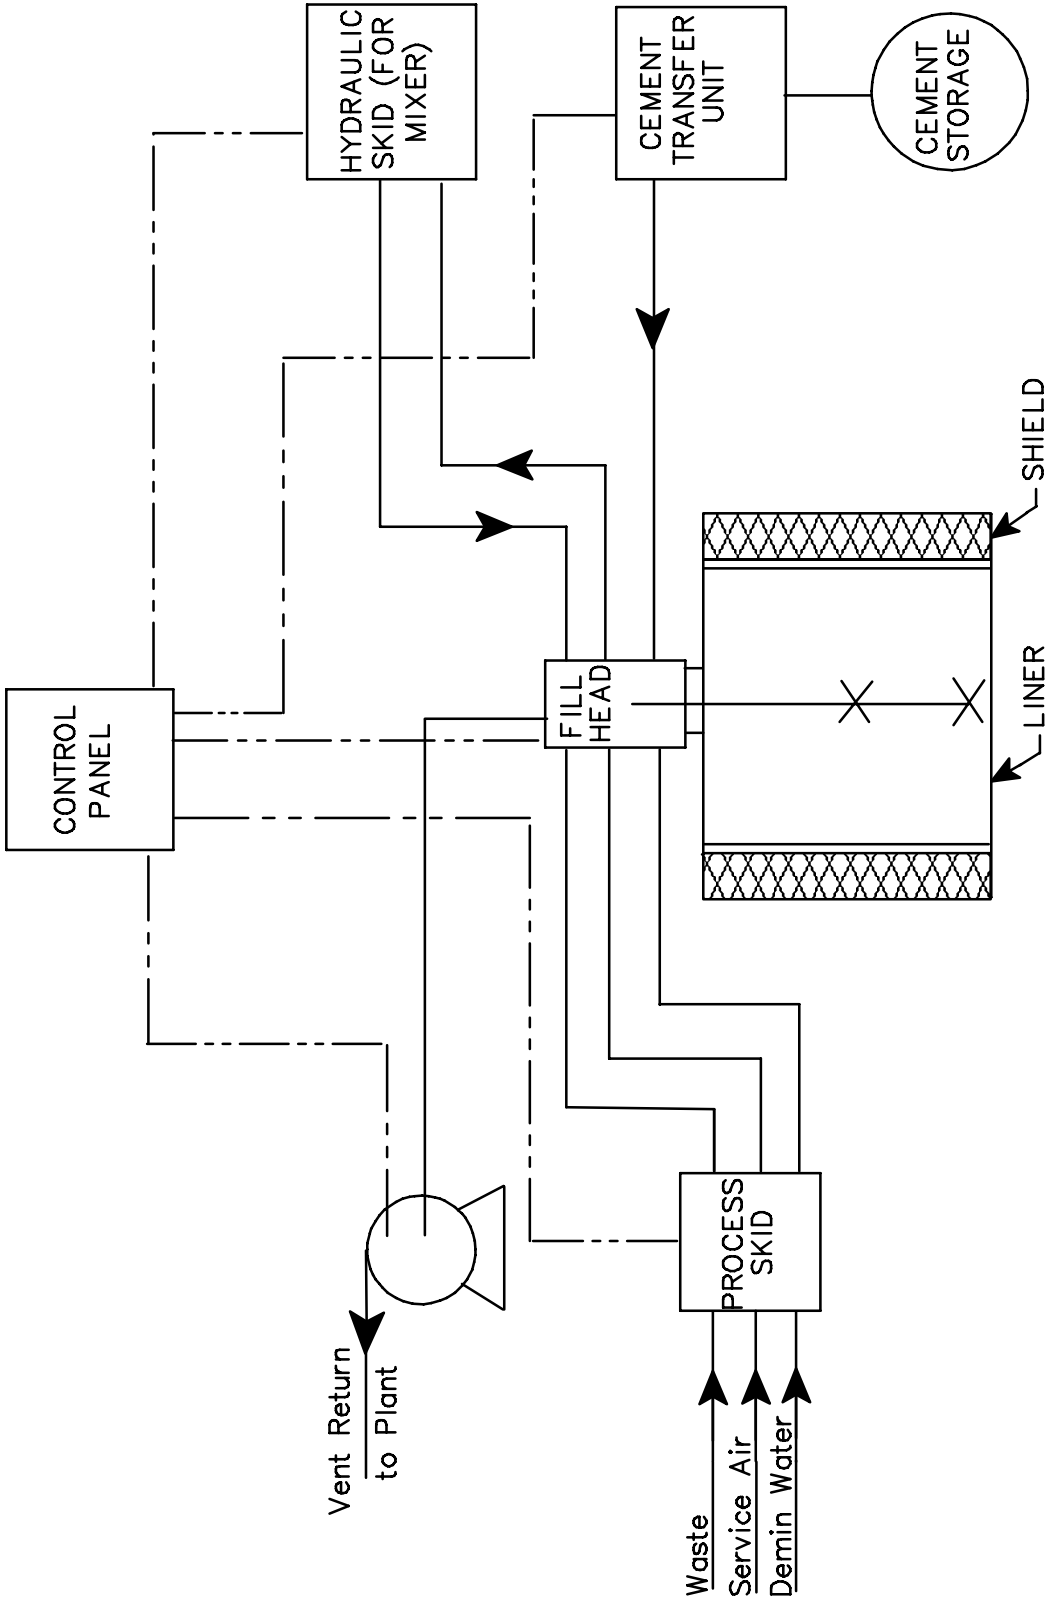 CONTROL
PANEL
HYDRAULIC
SKID (FOR
MIXER)
CEMENT
TRANSFER
UNIT
CEMENT
STORAGE
Vent Return
to Plant
FILL
HEAD
PROCESS
SKID
Waste
Service Air
Demin Water
LINER
SHIELD